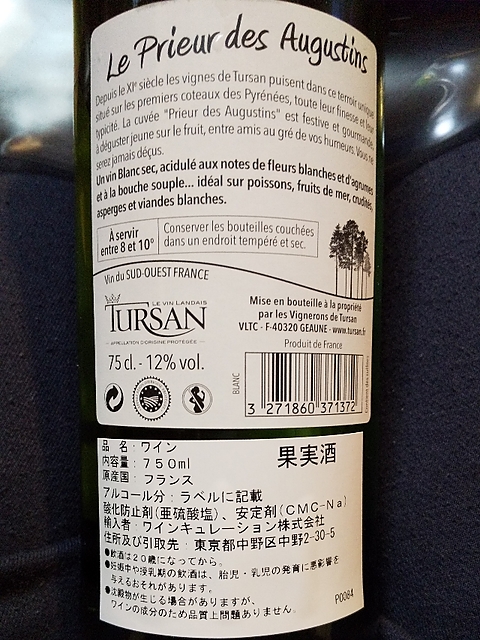 Le Prieur des Augustins
Depuis le XIe siècle les vignes de Tursan puisent dans ce terroir unique
situé sur les premiers coteaux des Pyrénées, toute leur finesse et leur
typicité. La cuvée "Prieur des Augustins" est festive et gourmande,
à déguster jeune sur le fruit, entre amis au gré de vos humeurs. Vous ne
serez jamais déçus.
Un vin Blanc sec, acidulé aux notes de fleurs blanches et d'agrumes
et à la bouche souple... idéal sur poissons, fruits de mer, crudités,
asperges et viandes blanches.
À servir
entre 8 et 10°
Conserver les bouteilles couchées
dans un endroit tempéré et sec.
Vin du SUD-OUEST FRANCE
LE VIN LANDAIS
TURSAN
APPELLATION D'ORIGINE PROTÉGÉE
Mise en bouteille à la propriété
par les Vignerons de Tursan
VLTC - F-40320 GEAUNE - www.tursan.fr
Produit de France
75 cl. - 12% vol.
BLANC
3 271860 371372
品 名:ワイン
果実酒
内容量:750ml
原産国:フランス
アルコール分:ラベルに記載
酸化防止剤(亜硫酸塩)、安定剤(CMC-Na)
輸入者:ワインキュレーション株式会社
住所及び引取先:東京都中野区中野2-30-5
●飲酒は20歳になってから。
●妊娠中や授乳期の飲酒は、胎児・乳児の発育に悪影響を
与えるおそれがあります。
●沈殿物が生じる場合がありますが、
ワインの成分のため品質上問題ありません。
P0084